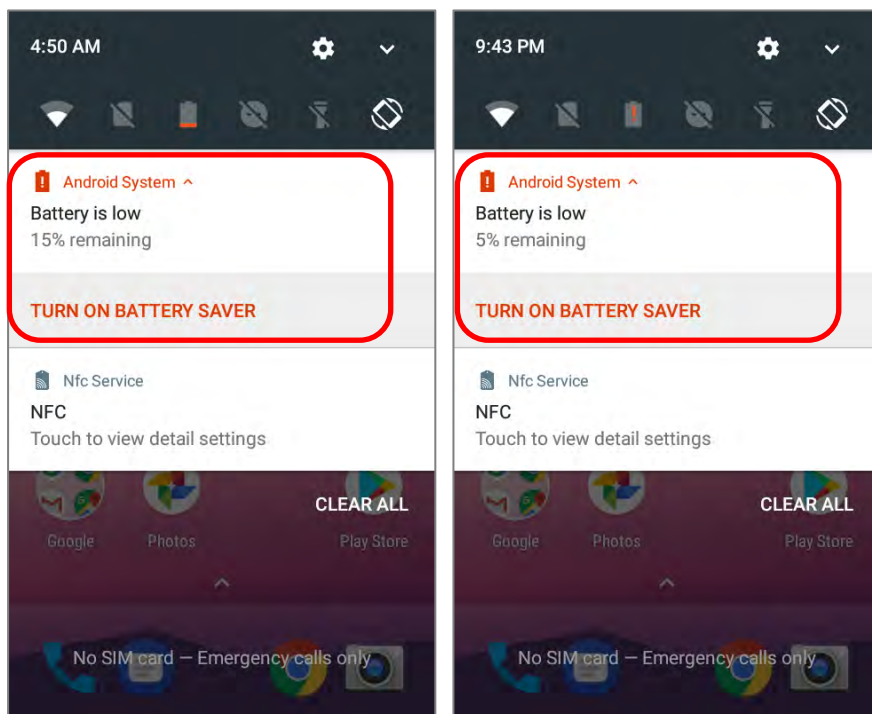 4:50 AM
Android System
Battery is low
15% remaining
TURN ON BATTERY SAVER
Nfc Service
NFC
Touch to view detail settings
CLEAR ALL
Google
Photos
Play Store
No SIM card — Emergency calls only
9:43 PM
Android System
Battery is low
5% remaining
TURN ON BATTERY SAVER
Nfc Service
NFC
Touch to view detail settings
CLEAR ALL
Google
Photos
Play Store
No SIM card — Emergency calls only